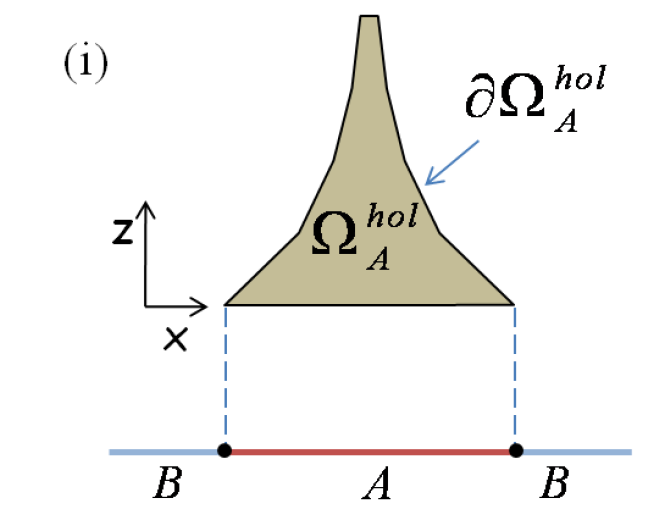 (i)
∂Ω_A^{hol}
Ω_A^{hol}
z
x
B A B